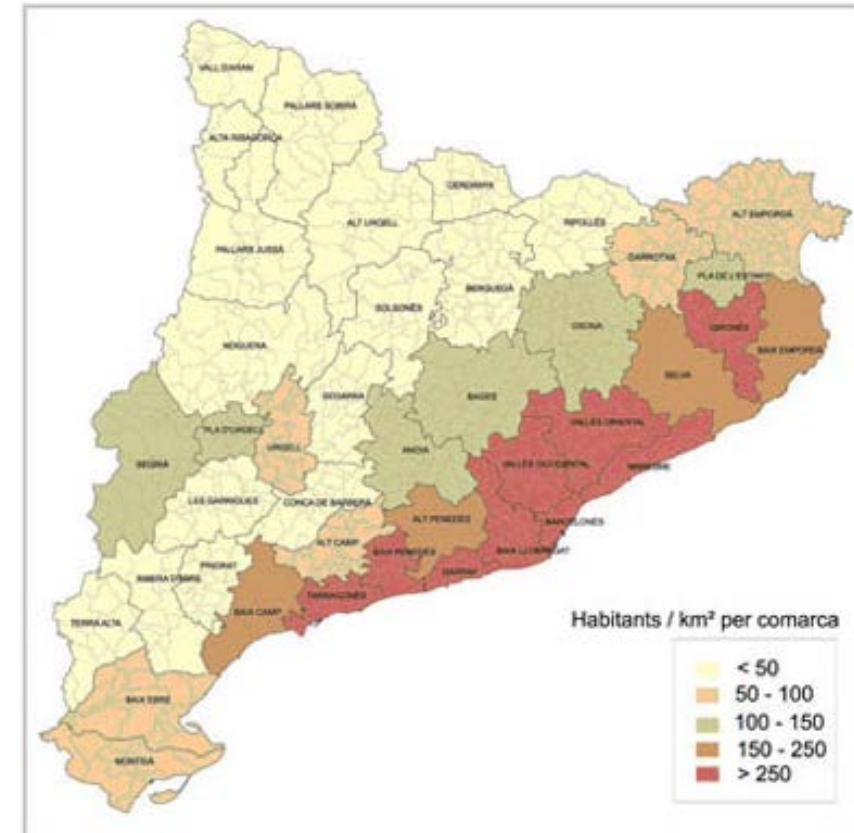 VALL D'ARAN
PALLARS SOBIRÀ
ALTA RIBAGORÇA
CERDANYA
ALT EMPORDÀ
ALT URGELL
RIPOLLÈS
PALLARS JUSSÀ
GARROTXA
PLA DE L'ESTANY
BERGUEDÀ
SOLSONÈS
OSONA
GIRONÈS
NOGUERA
BAIX EMPORDÀ
SELVA
SEGARRA
BAGES
VALLÈS ORIENTAL
PLA D'URGELL
URGELL
ANOIA
SEGRIÀ
VALLÈS OCCIDENTAL
MARESME
LES GARRIGUES
CONCA DE BARBERÀ
ALT PENEDÈS
BARCELONÈS
ALT CAMP
BAIX PENEDÈS
BAIX LLOBREGAT
PRIORAT
RIBERA D'EBRE
GARRAF
TARRAGONÈS
BAIX CAMP
TERRA ALTA
Habitants / km² per comarca
< 50
50 - 100
100 - 150
150 - 250
> 250
BAIX EBRE
MONTSIÀ